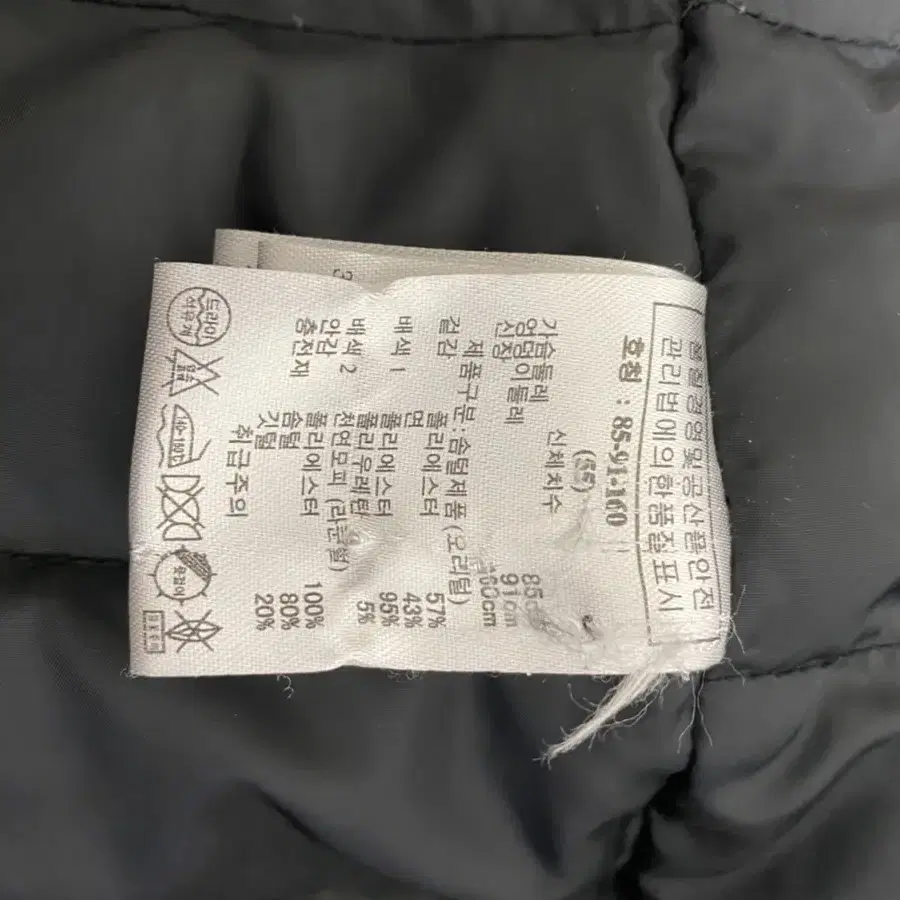 품질경영및공산품안전
관리법에의한품질표시
호칭 : 85-91-160
(55)
신체치수
가슴둘레 85c
엉덩이둘레 91cm
신장 160cm
제품구분:솜털제품 (오리털)
겉감 폴리에스터 57%
면 43%
배색 1 폴리에스터 95%
폴리우레탄 5%
배색 2 천연모피 (라쿤털)
안감 폴리에스터 100%
충전재 솜털 80%
깃털 20%
취급주의
드라이
석유계
옷걸이